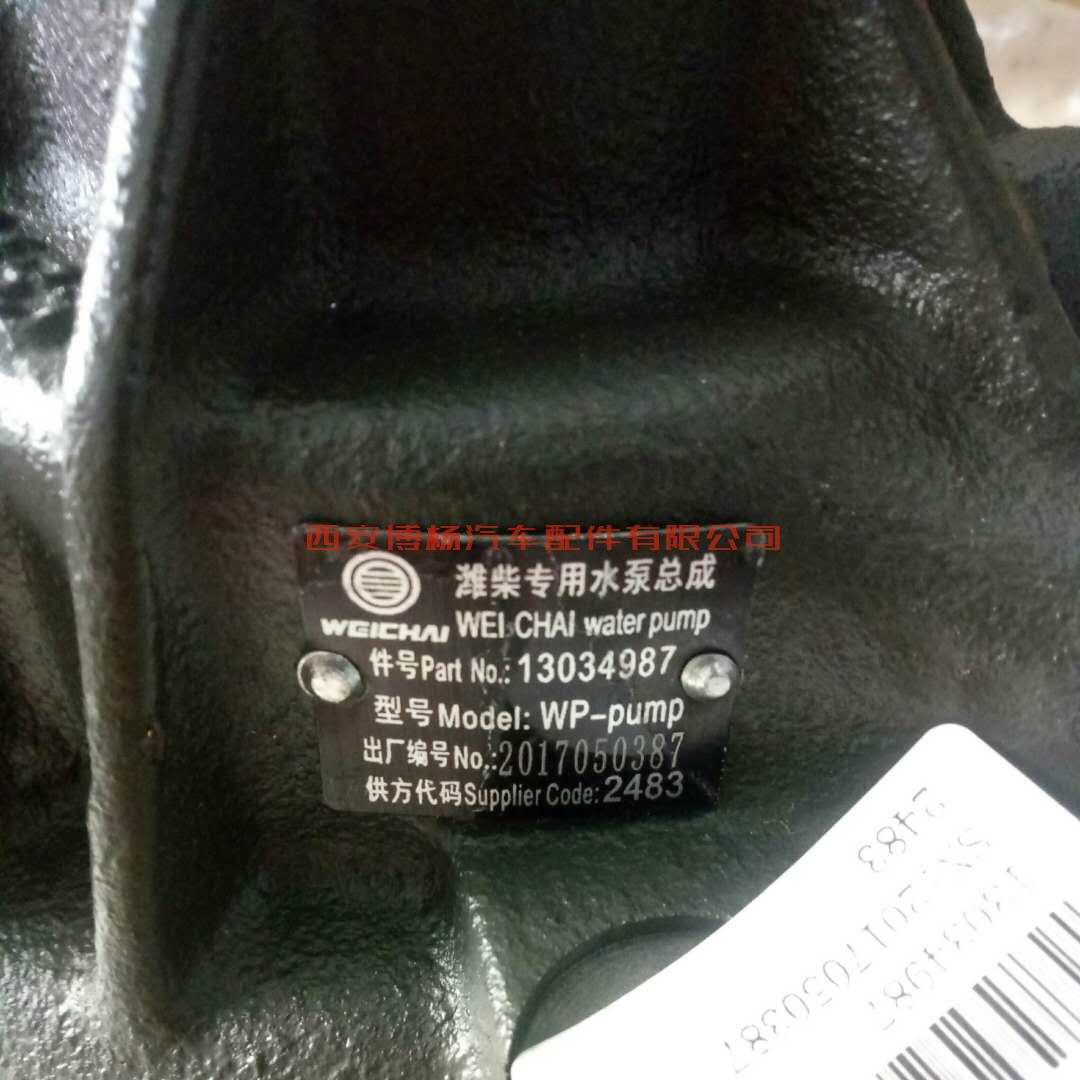 西安博杨汽车配件有限公司
潍柴专用水泵总成
WEICHAI WEI CHAI water pump
件号Part No.:13034987
型号Model: WP-pump
出厂编号No.:2017050387
供方代码Supplier Code:2483
13034987
SN:2017050387
2483